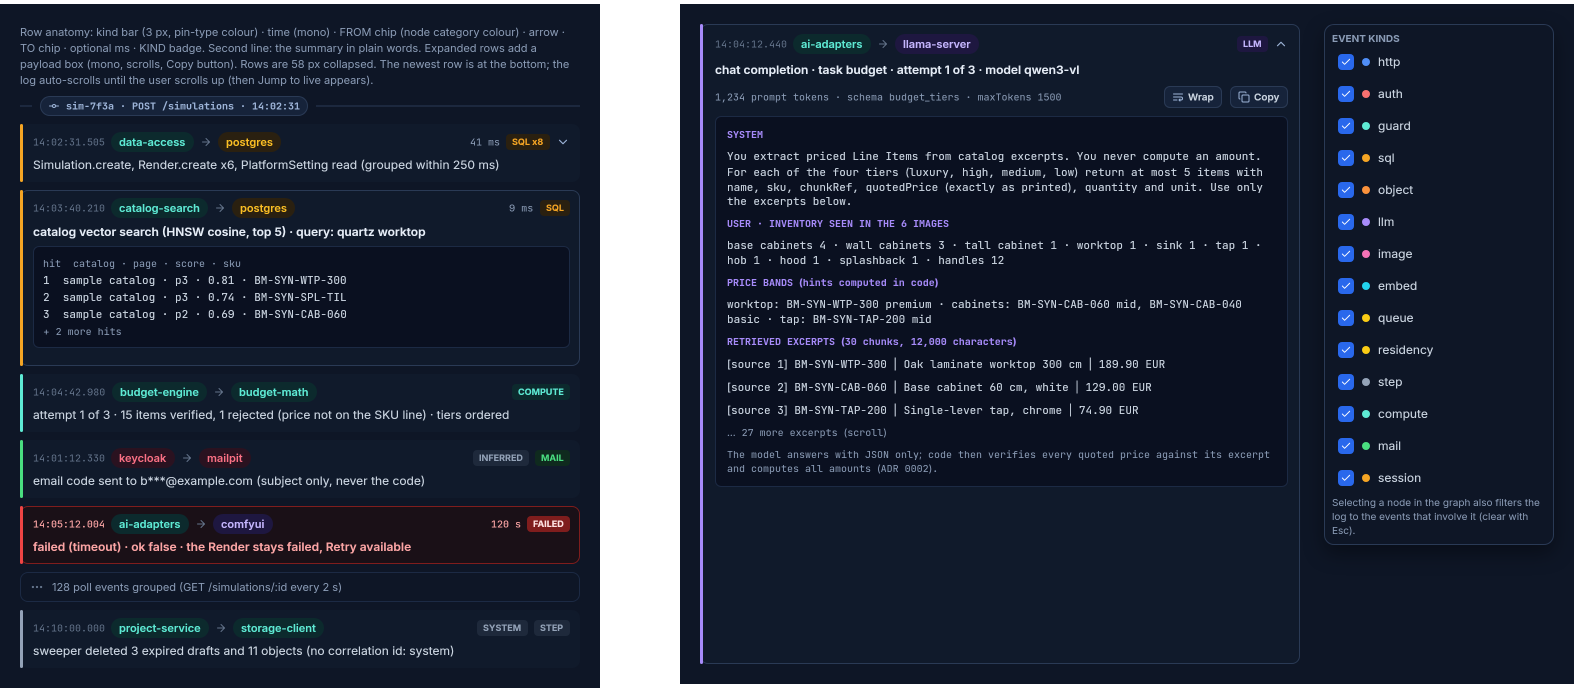 Row anatomy: kind bar (3 px, pin-type colour) · time (mono) · FROM chip (node category colour) · arrow ·
TO chip · optional ms · KIND badge. Second line: the summary in plain words. Expanded rows add a
payload box (mono, scrolls, Copy button). Rows are 58 px collapsed. The newest row is at the bottom; the
log auto-scrolls until the user scrolls up (then Jump to live appears).
sim-7f3a · POST /simulations · 14:02:31
14:02:31.505 data-access → postgres 41 ms SQL x8
Simulation.create, Render.create x6, PlatformSetting read (grouped within 250 ms)
14:03:40.210 catalog-search → postgres 9 ms SQL
catalog vector search (HNSW cosine, top 5) · query: quartz worktop
hit catalog · page · score · sku
1 sample catalog · p3 · 0.81 · BM-SYN-WTP-300
2 sample catalog · p3 · 0.74 · BM-SYN-SPL-TIL
3 sample catalog · p2 · 0.69 · BM-SYN-CAB-060
+ 2 more hits
14:04:42.980 budget-engine → budget-math COMPUTE
attempt 1 of 3 · 15 items verified, 1 rejected (price not on the SKU line) · tiers ordered
14:01:12.330 keycloak → mailpit INFERRED MAIL
email code sent to b***@example.com (subject only, never the code)
14:05:12.004 ai-adapters → comfyui 120 s FAILED
failed (timeout) · ok false · the Render stays failed, Retry available
··· 128 poll events grouped (GET /simulations/:id every 2 s)
14:10:00.000 project-service → storage-client SYSTEM STEP
sweeper deleted 3 expired drafts and 11 objects (no correlation id: system)
14:04:12.440 ai-adapters → llama-server LLM
chat completion · task budget · attempt 1 of 3 · model qwen3-vl
1,234 prompt tokens · schema budget_tiers · maxTokens 1500 Wrap Copy
SYSTEM
You extract priced Line Items from catalog excerpts. You never compute an amount.
For each of the four tiers (luxury, high, medium, low) return at most 5 items with
name, sku, chunkRef, quotedPrice (exactly as printed), quantity and unit. Use only
the excerpts below.
USER · INVENTORY SEEN IN THE 6 IMAGES
base cabinets 4 · wall cabinets 3 · tall cabinet 1 · worktop 1 · sink 1 · tap 1 ·
hob 1 · hood 1 · splashback 1 · handles 12
PRICE BANDS (hints computed in code)
worktop: BM-SYN-WTP-300 premium · cabinets: BM-SYN-CAB-060 mid, BM-SYN-CAB-040
basic · tap: BM-SYN-TAP-200 mid
RETRIEVED EXCERPTS (30 chunks, 12,000 characters)
[source 1] BM-SYN-WTP-300 | Oak laminate worktop 300 cm | 189.90 EUR
[source 2] BM-SYN-CAB-060 | Base cabinet 60 cm, white | 129.00 EUR
[source 3] BM-SYN-TAP-200 | Single-lever tap, chrome | 74.90 EUR
… 27 more excerpts (scroll)
The model answers with JSON only; code then verifies every quoted price against its excerpt
and computes all amounts (ADR 0002).
EVENT KINDS
http
auth
guard
sql
object
llm
image
embed
queue
residency
step
compute
mail
session
Selecting a node in the graph also filters the
log to the events that involve it (clear with
Esc).